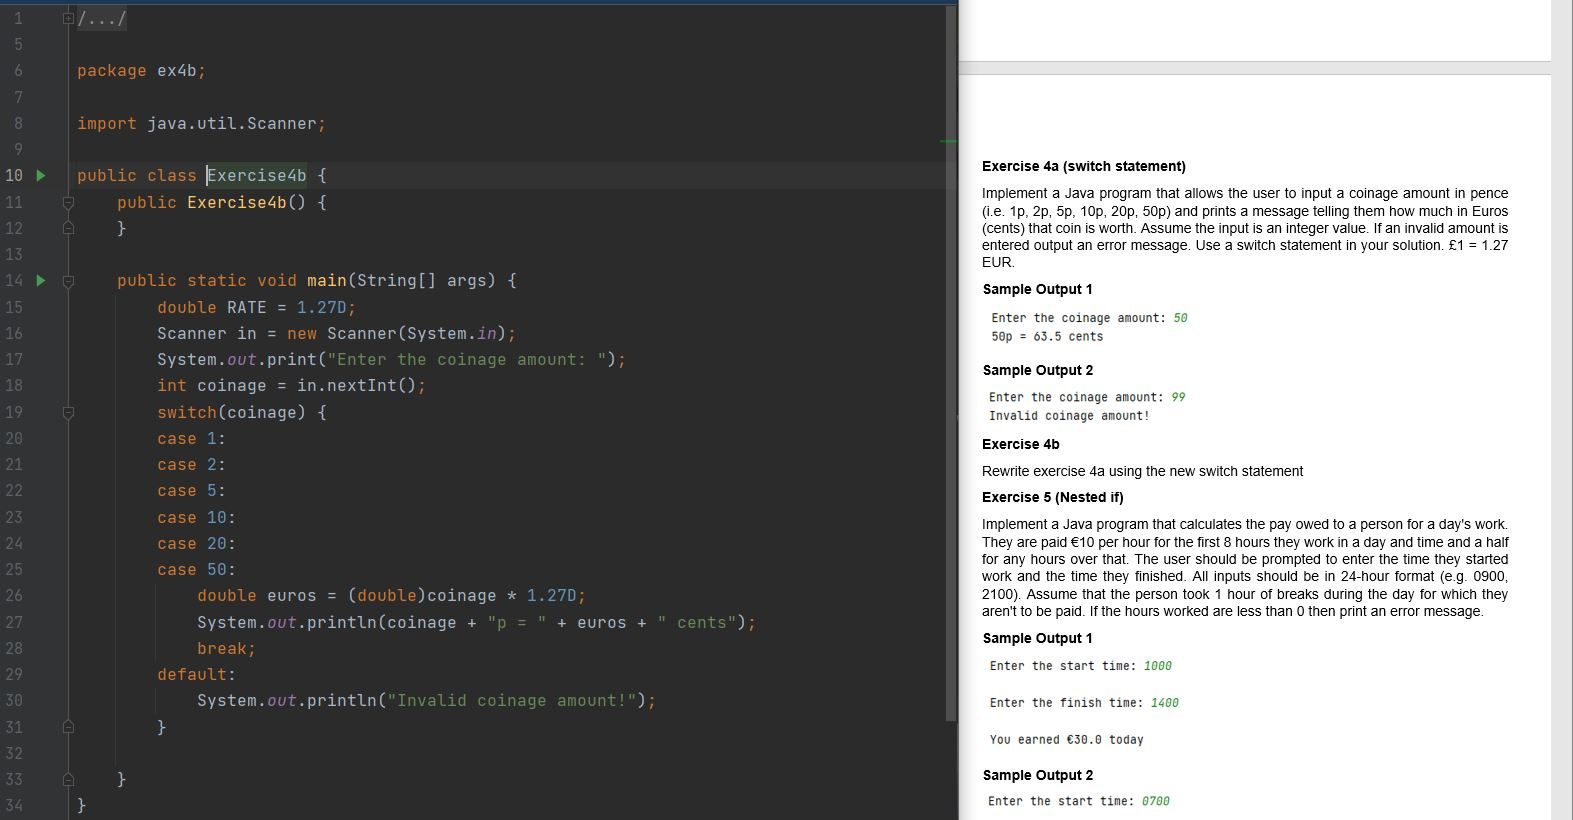 1 /.../
5
6 package ex4b;
7
8 import java.util.Scanner;
9
10 public class Exercise4b {
11     public Exercise4b() {
12     }
13
14     public static void main(String[] args) {
15         double RATE = 1.27D;
16         Scanner in = new Scanner(System.in);
17         System.out.print("Enter the coinage amount: ");
18         int coinage = in.nextInt();
19         switch(coinage) {
20         case 1:
21         case 2:
22         case 5:
23         case 10:
24         case 20:
25         case 50:
26             double euros = (double)coinage * 1.27D;
27             System.out.println(coinage + "p = " + euros + " cents");
28             break;
29         default:
30             System.out.println("Invalid coinage amount!");
31         }
32
33     }
34 }
Exercise 4a (switch statement)
Implement a Java program that allows the user to input a coinage amount in pence
(i.e. 1p, 2p, 5p, 10p, 20p, 50p) and prints a message telling them how much in Euros
(cents) that coin is worth. Assume the input is an integer value. If an invalid amount is
entered output an error message. Use a switch statement in your solution. £1 = 1.27
EUR.
Sample Output 1
Enter the coinage amount: 50
50p = 63.5 cents
Sample Output 2
Enter the coinage amount: 99
Invalid coinage amount!
Exercise 4b
Rewrite exercise 4a using the new switch statement
Exercise 5 (Nested if)
Implement a Java program that calculates the pay owed to a person for a day's work.
They are paid €10 per hour for the first 8 hours they work in a day and time and a half
for any hours over that. The user should be prompted to enter the time they started
work and the time they finished. All inputs should be in 24-hour format (e.g. 0900,
2100). Assume that the person took 1 hour of breaks during the day for which they
aren't to be paid. If the hours worked are less than 0 then print an error message.
Sample Output 1
Enter the start time: 1000
Enter the finish time: 1400
You earned €30.0 today
Sample Output 2
Enter the start time: 0700